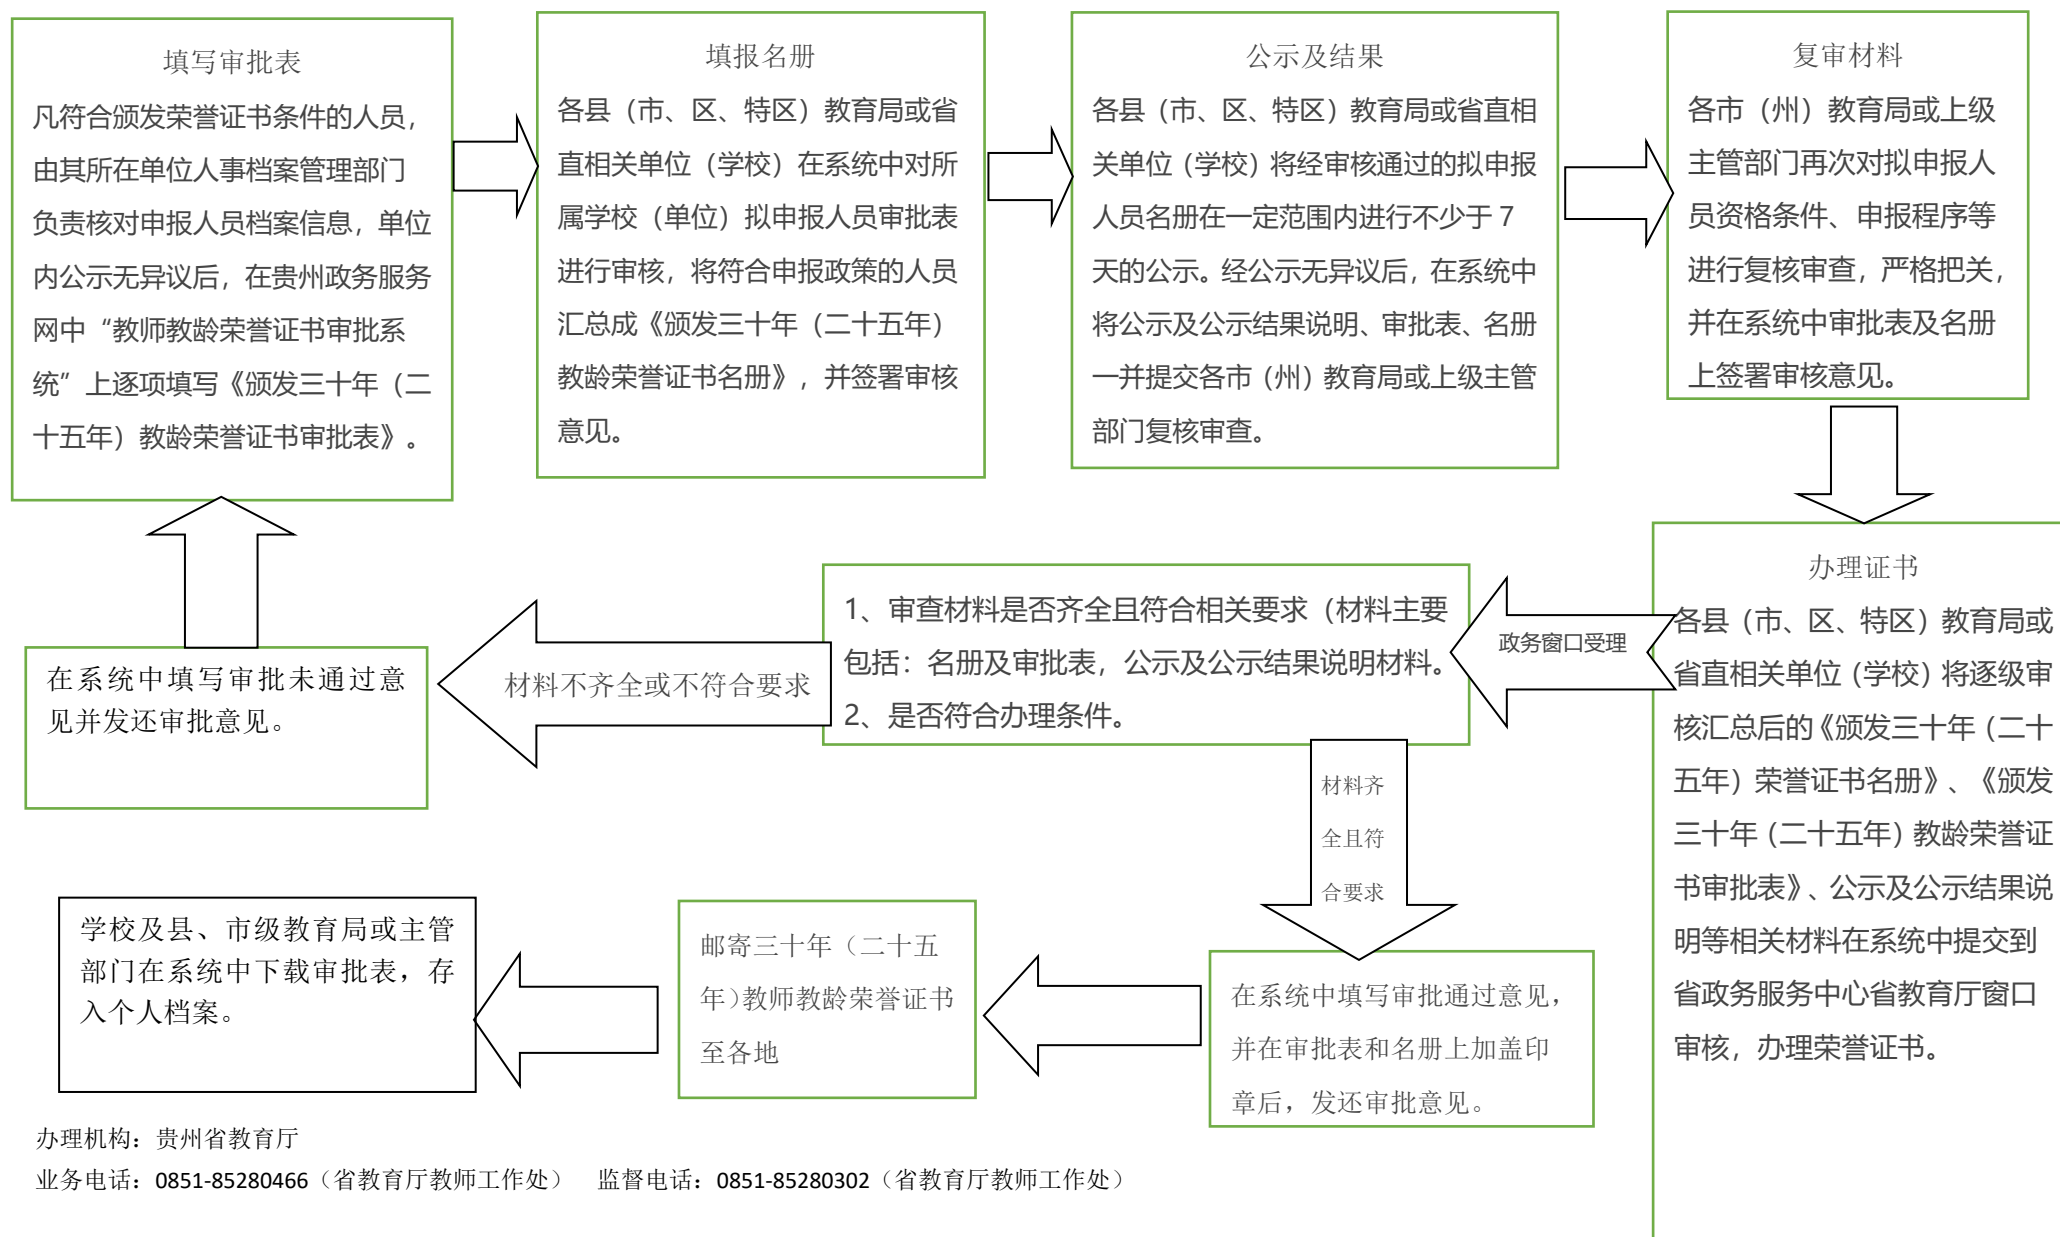 填写审批表
凡符合颁发荣誉证书条件的人员，
由其所在单位人事档案管理部门
负责核对申报人员档案信息，单位
内公示无异议后，在贵州政务服务
网中“教师教龄荣誉证书审批系
统”上逐项填写《颁发三十年（二
十五年）教龄荣誉证书审批表》。
填报名册
各县（市、区、特区）教育局或省
直相关单位（学校）在系统中对所
属学校（单位）拟申报人员审批表
进行审核，将符合申报政策的人员
汇总成《颁发三十年（二十五年）
教龄荣誉证书名册》，并签署审核
意见。
公示及结果
各县（市、区、特区）教育局或省直相
关单位（学校）将经审核通过的拟申报
人员名册在一定范围内进行不少于 7
天的公示。经公示无异议后，在系统中
将公示及公示结果说明、审批表、名册
一并提交各市（州）教育局或上级主管
部门复核审查。
复审材料
各市（州）教育局或上级
主管部门再次对拟申报人
员资格条件、申报程序等
进行复核审查，严格把关，
并在系统中审批表及名册
上签署审核意见。
办理证书
各县（市、区、特区）教育局或
省直相关单位（学校）将逐级审
核汇总后的《颁发三十年（二十
五年）荣誉证书名册》、《颁发
三十年（二十五年）教龄荣誉证
书审批表》、公示及公示结果说
明等相关材料在系统中提交到
省政务服务中心省教育厅窗口
审核，办理荣誉证书。
政务窗口受理
1、审查材料是否齐全且符合相关要求（材料主要
包括：名册及审批表，公示及公示结果说明材料。
2、是否符合办理条件。
材料不齐全或不符合要求
在系统中填写审批未通过意
见并发还审批意见。
材料齐
全且符
合要求
在系统中填写审批通过意见，
并在审批表和名册上加盖印
章后，发还审批意见。
邮寄三十年（二十五
年）教师教龄荣誉证书
至各地
学校及县、市级教育局或主管
部门在系统中下载审批表，存
入个人档案。
办理机构：贵州省教育厅
业务电话：0851-85280466（省教育厅教师工作处） 监督电话：0851-85280302（省教育厅教师工作处）